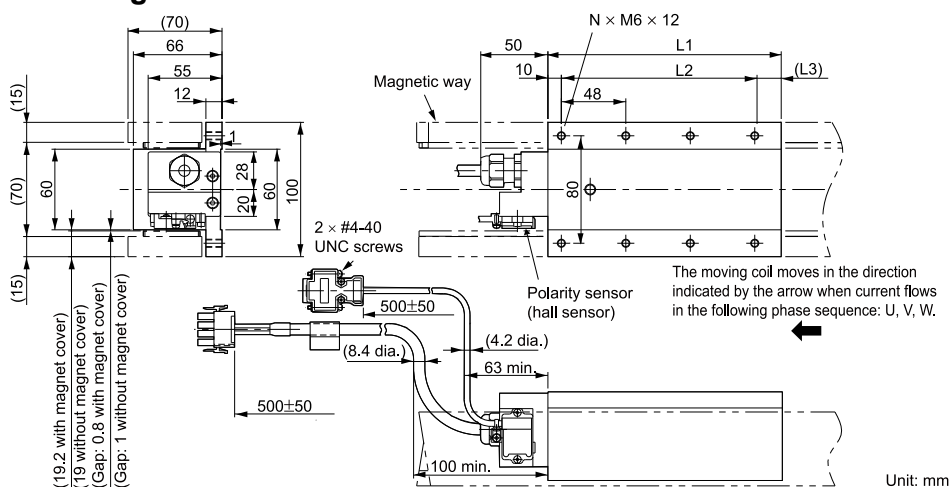 (70)
66
55
12
1
(15)
(70)
(15)
60
28
20
60
100
50
N × M6 × 12
L1
10
L2
(L3)
48
Magnetic way
80
2 × #4-40
UNC screws
Polarity sensor
(hall sensor)
The moving coil moves in the direction
indicated by the arrow when current flows
in the following phase sequence: U, V, W.
500±50
(4.2 dia.)
(8.4 dia.)
63 min.
500±50
100 min.
(19.2 with magnet cover)
(19 without magnet cover)
(Gap: 0.8 with magnet cover)
(Gap: 1 without magnet cover)
Unit: mm